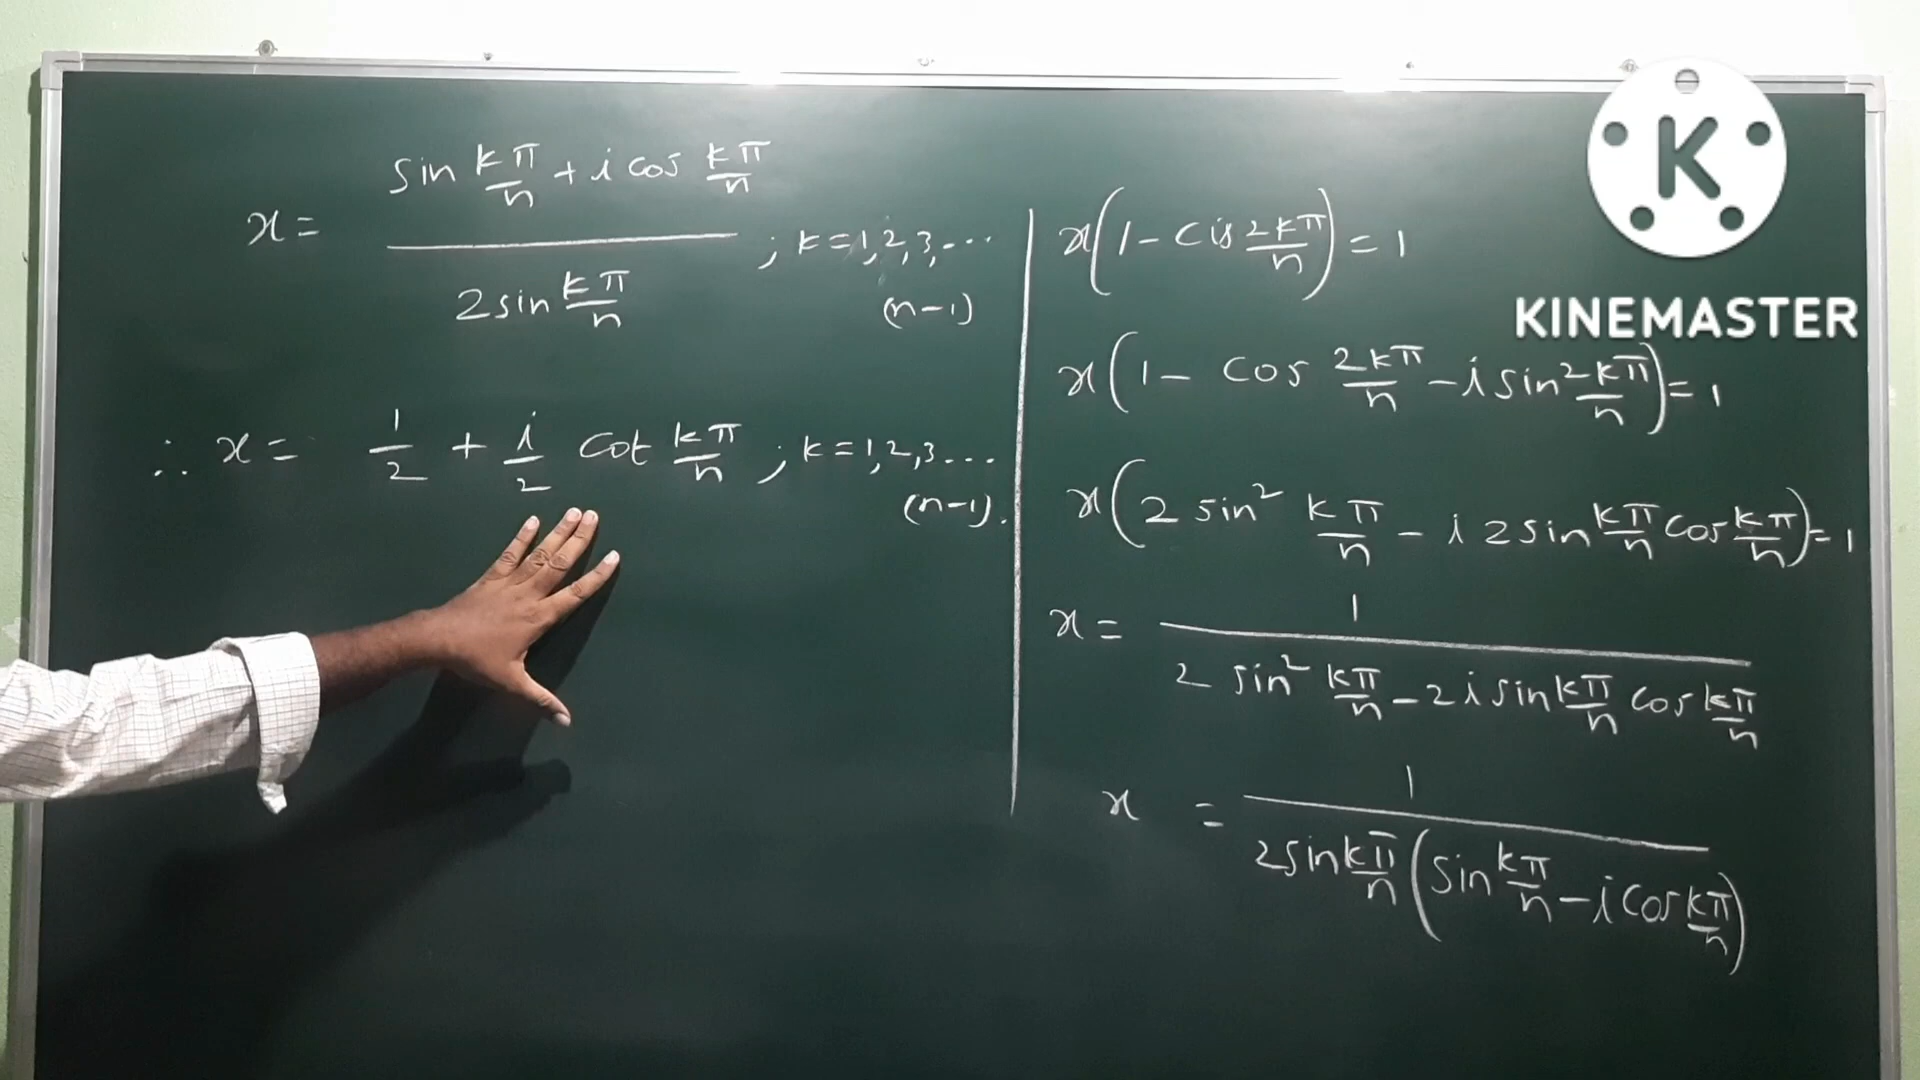 x = (sin kπ/n + i cos kπ/n) / (2 sin kπ/n) ; k = 1, 2, 3, ... (n-1)
∴ x = 1/2 + i/2 cot kπ/n ; k = 1, 2, 3 ... (n-1).
x(1 - cis 2kπ/n) = 1
x(1 - cos 2kπ/n - i sin 2kπ/n) = 1
x(2 sin² kπ/n - i 2 sin kπ/n cos kπ/n) = 1
x = 1 / (2 sin² kπ/n - 2 i sin kπ/n cos kπ/n)
x = 1 / (2 sin kπ/n (sin kπ/n - i cos kπ/n))
K
KINEMASTER